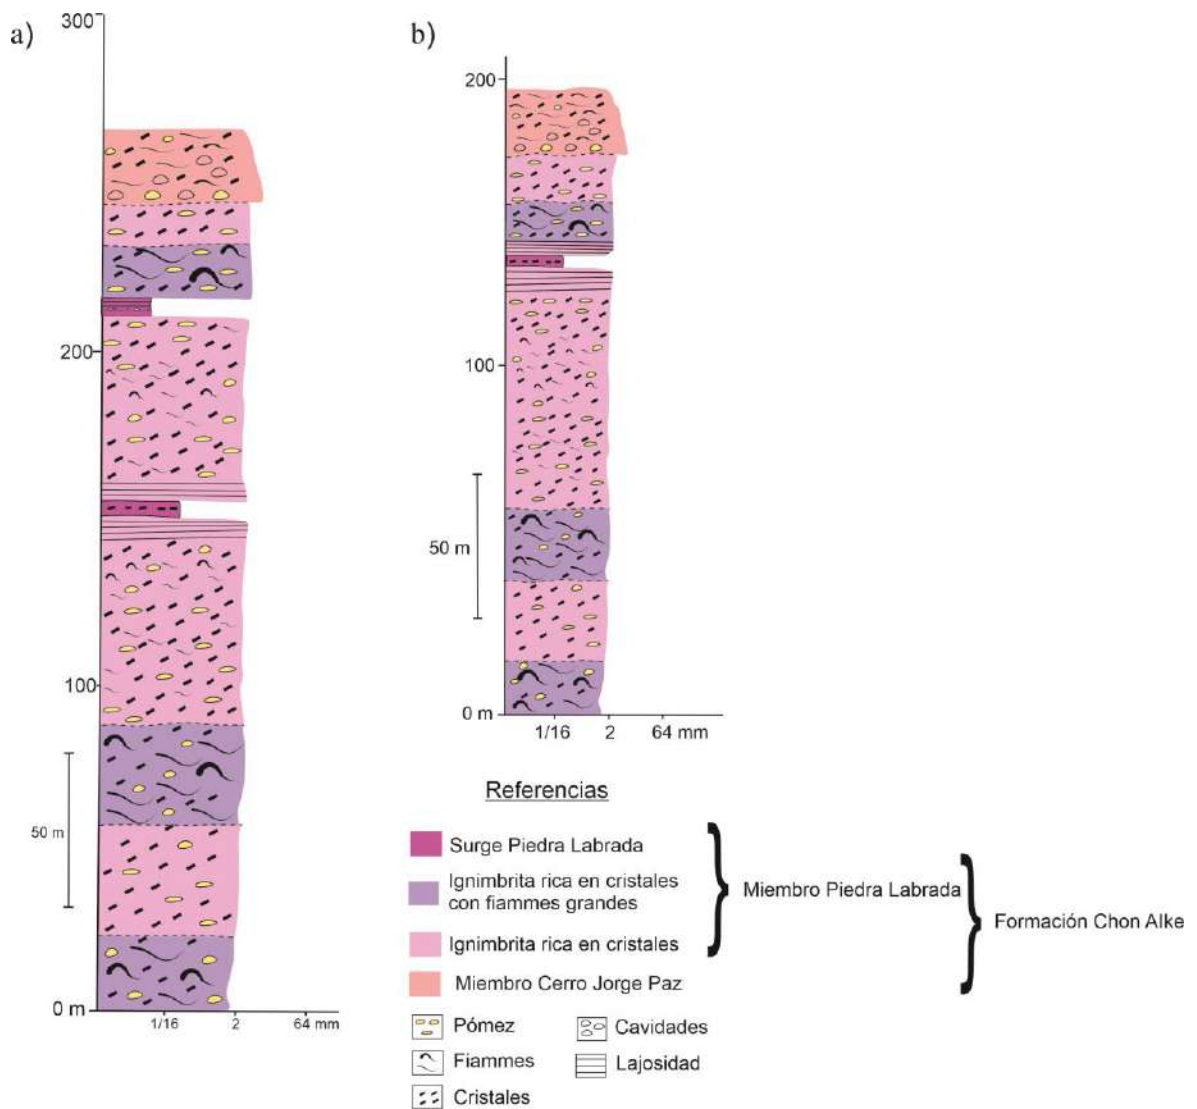 a)
300
200
100
50 m
0 m
1/16
2
64 mm
b)
200
100
50 m
0 m
1/16
2
64 mm
Referencias
Surge Piedra Labrada
Ignimbrita rica en cristales
con fiammes grandes
Ignimbrita rica en cristales
Miembro Cerro Jorge Paz
Miembro Piedra Labrada
Formación Chon Aike
Pómez
Cavidades
Fiammes
Lajosidad
Cristales